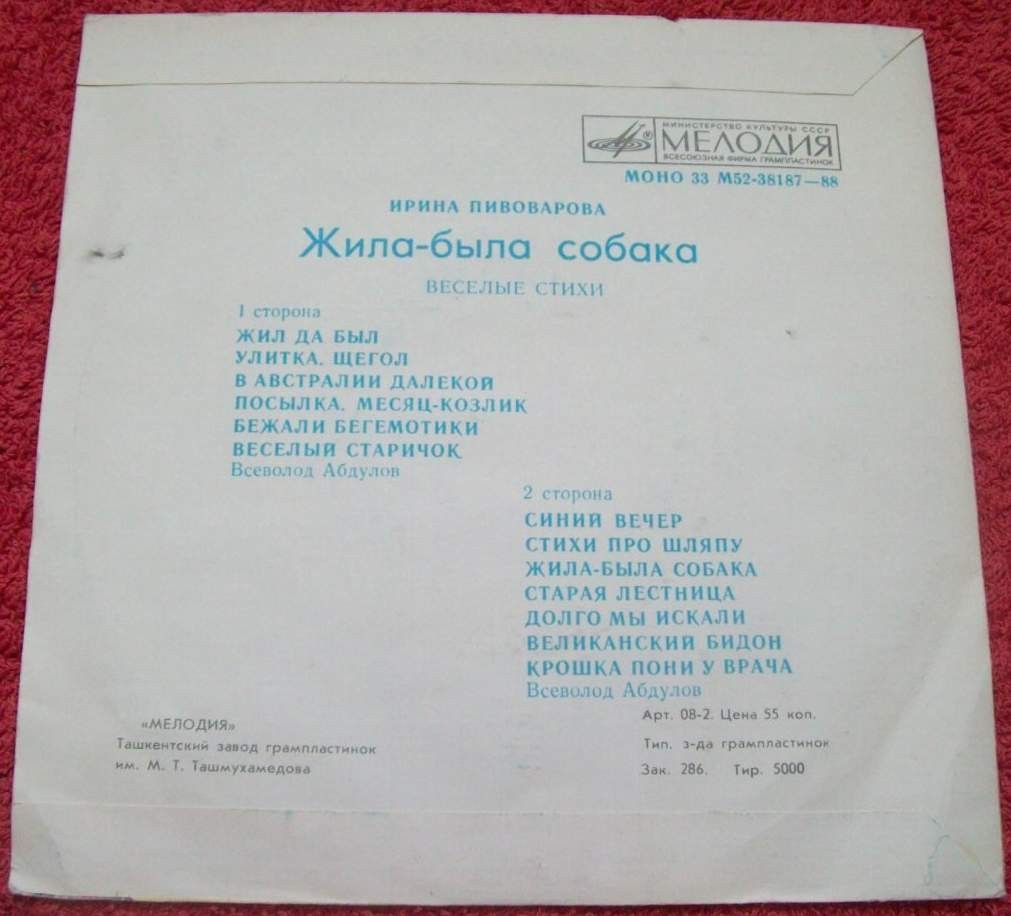 МИНИСТЕРСТВО КУЛЬТУРЫ СССР
МЕЛОДИЯ
ВСЕСОЮЗНАЯ ФИРМА ГРАМПЛАСТИНОК
МОНО 33 М52-38187—88
ИРИНА ПИВОВАРОВА
Жила-была собака
ВЕСЕЛЫЕ СТИХИ
1 сторона
ЖИЛ ДА БЫЛ
УЛИТКА. ЩЕГОЛ
В АВСТРАЛИИ ДАЛЕКОЙ
ПОСЫЛКА. МЕСЯЦ-КОЗЛИК
БЕЖАЛИ БЕГЕМОТИКИ
ВЕСЕЛЫЙ СТАРИЧОК
Всеволод Абдулов
2 сторона
СИНИЙ ВЕЧЕР
СТИХИ ПРО ШЛЯПУ
ЖИЛА-БЫЛА СОБАКА
СТАРАЯ ЛЕСТНИЦА
ДОЛГО МЫ ИСКАЛИ
ВЕЛИКАНСКИЙ БИДОН
КРОШКА ПОНИ У ВРАЧА
Всеволод Абдулов
«МЕЛОДИЯ»
Ташкентский завод грампластинок
им. М. Т. Ташмухамедова
Арт. 08-2. Цена 55 коп.
Тип. з-да грампластинок
Зак. 286. Тир. 5000